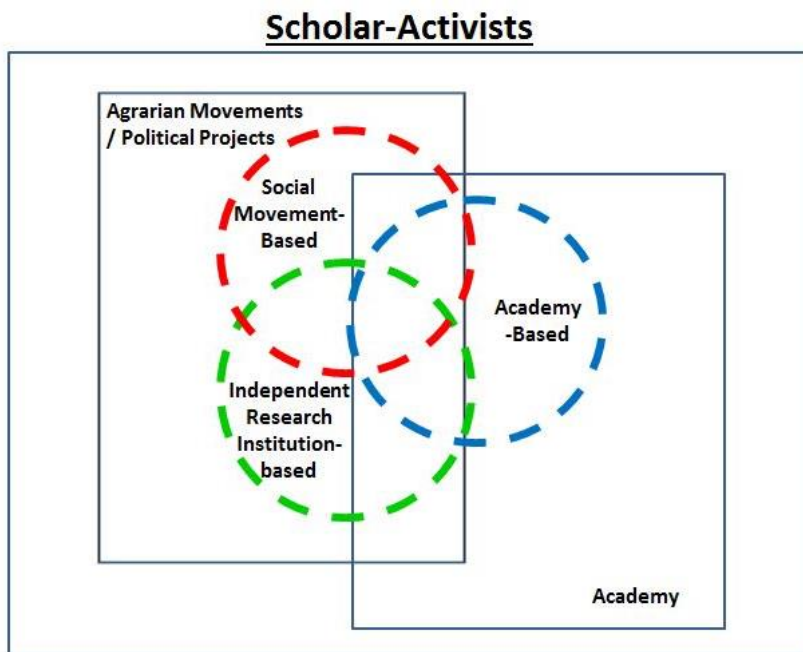 Scholar-Activists
Agrarian Movements
/ Political Projects
Social
Movement-
Based
Academy
-Based
Independent
Research
Institution-
based
Academy